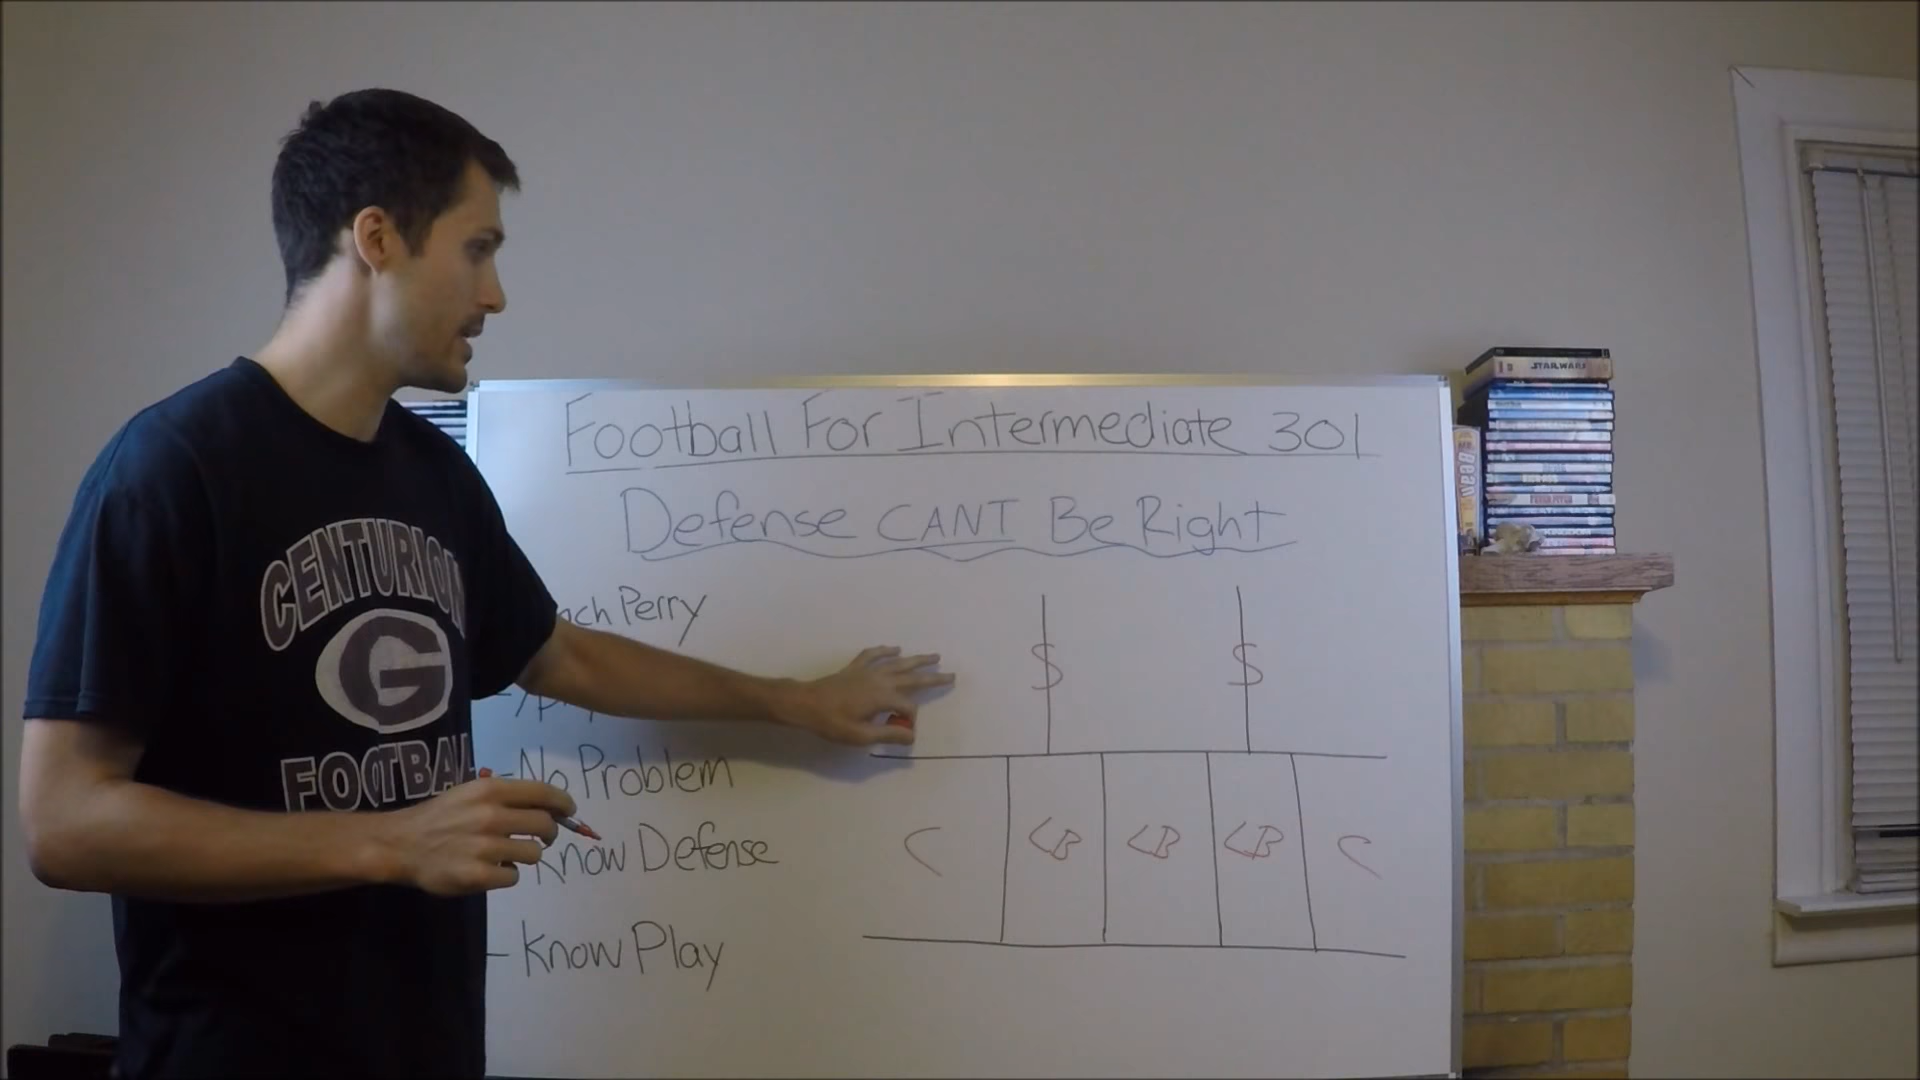 Football For Intermediate 301
Defense CANT Be Right
Perry
- No Problem
Know Defense
- Know Play
$ $
C LB LB LB C
CENTURION
G
FOOTBALL
STAR WARS